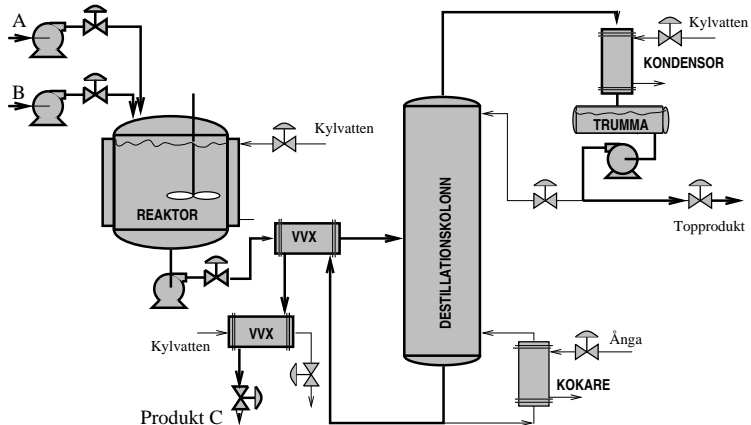 A
B
Kylvatten
REAKTOR
VVX
VVX
Kylvatten
Produkt C
DESTILLATIONSKOLONN
Kylvatten
KONDENSOR
TRUMMA
Topprodukt
Ånga
KOKARE